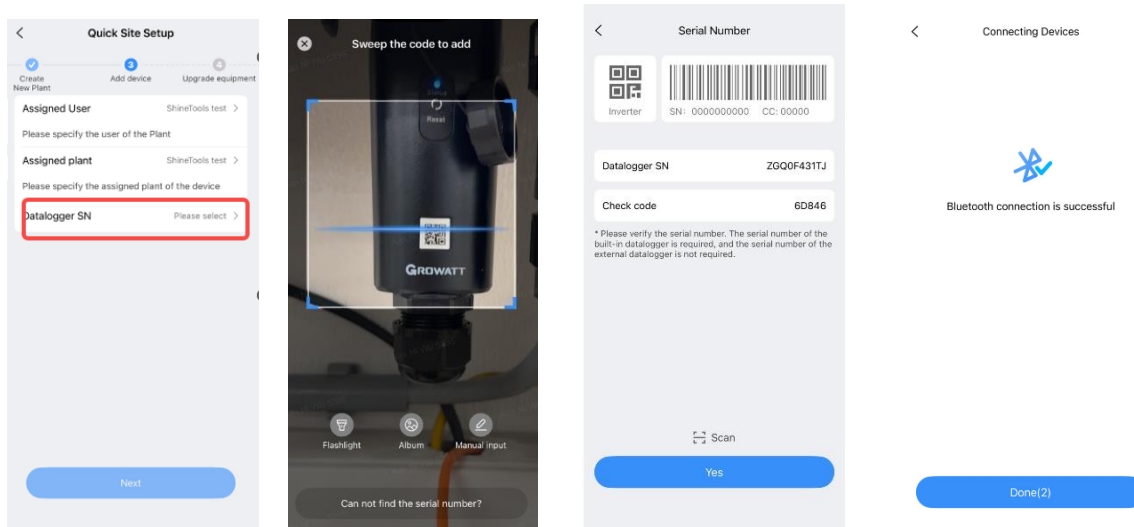 Quick Site Setup
3
4
Create
New Plant
Add device
Upgrade equipment
Assigned User
ShineTools test
Please specify the user of the Plant
Assigned plant
ShineTools test
Please specify the assigned plant of the device
Datalogger SN
Please select
Next
Sweep the code to add
Reset
GROWATT
Flashlight
Album
Manual input
Can not find the serial number?
Serial Number
Inverter
SN: 0000000000
CC: 00000
Datalogger SN
ZGQ0F431TJ
Check code
6D846
* Please verify the serial number. The serial number of the
built-in datalogger is required, and the serial number of the
external datalogger is not required.
Scan
Yes
Connecting Devices
Bluetooth connection is successful
Done(2)